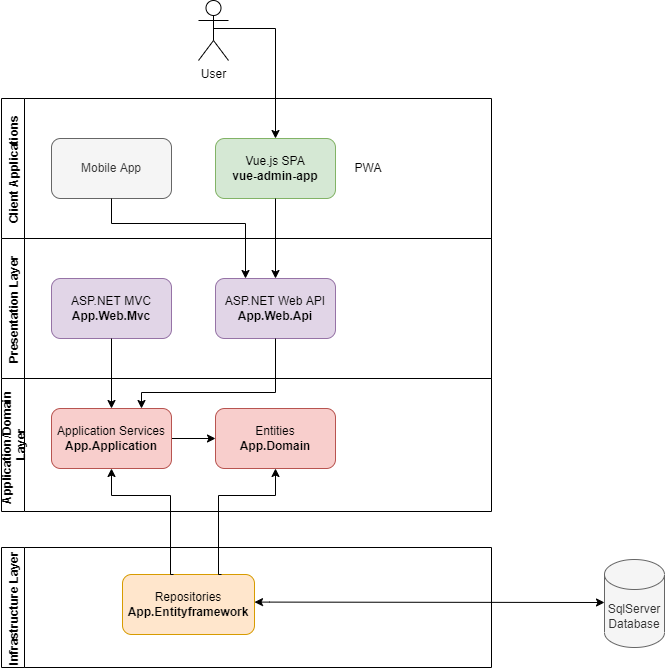 User
Client Applications
Mobile App
Vue.js SPA
vue-admin-app
PWA
Presentation Layer
ASP.NET MVC
App.Web.Mvc
ASP.NET Web API
App.Web.Api
Application/Domain
Layer
Application Services
App.Application
Entities
App.Domain
Infrastructure Layer
Repositories
App.Entityframework
SqlServer
Database